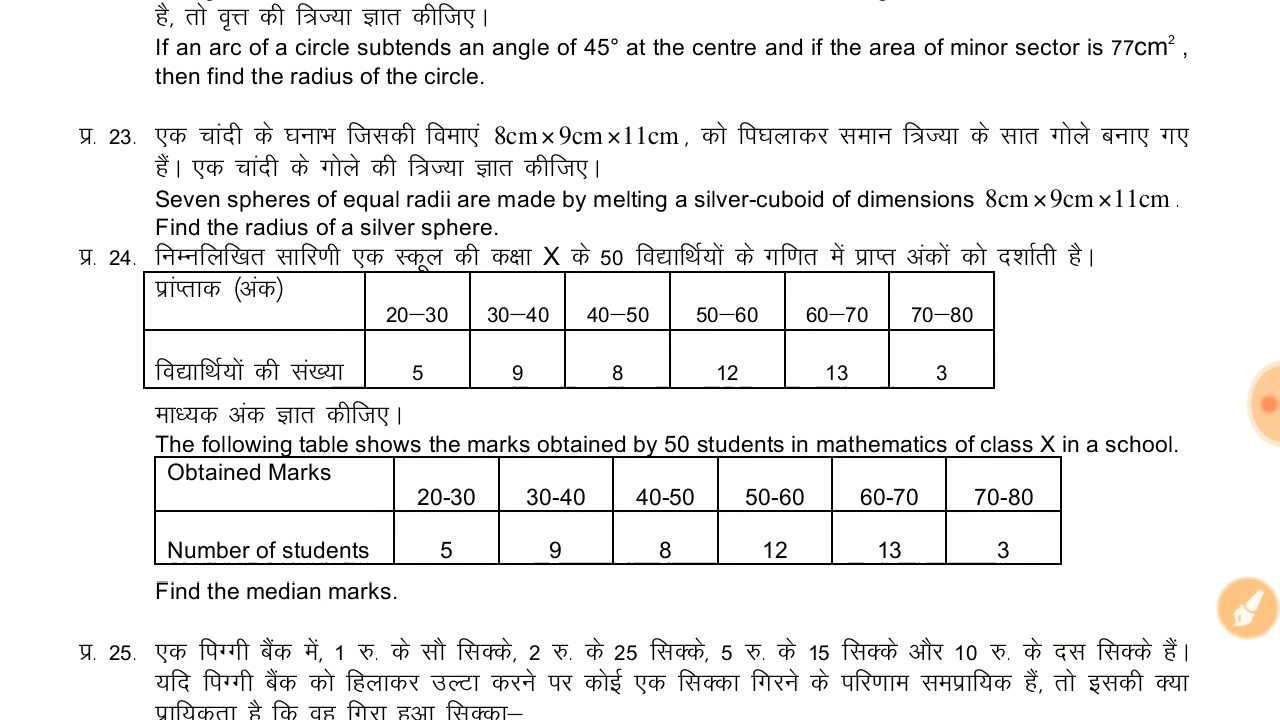 है, तो वृत्त की त्रिज्या ज्ञात कीजिए।
If an arc of a circle subtends an angle of 45° at the centre and if the area of minor sector is 77cm²,
then find the radius of the circle.
प्र. 23. एक चांदी के घनाभ जिसकी विमाएं 8cm×9cm×11cm, को पिघलाकर समान त्रिज्या के सात गोले बनाए गए
हैं। एक चांदी के गोले की त्रिज्या ज्ञात कीजिए।
Seven spheres of equal radii are made by melting a silver-cuboid of dimensions 8cm×9cm×11cm.
Find the radius of a silver sphere.
प्र. 24. निम्नलिखित सारिणी एक स्कूल की कक्षा X के 50 विद्यार्थियों के गणित में प्राप्त अंकों को दर्शाती है।
प्रांप्ताक (अंक) 20–30 30–40 40–50 50–60 60–70 70–80
विद्यार्थियों की संख्या 5 9 8 12 13 3
माध्यक अंक ज्ञात कीजिए।
The following table shows the marks obtained by 50 students in mathematics of class X in a school.
Obtained Marks 20-30 30-40 40-50 50-60 60-70 70-80
Number of students 5 9 8 12 13 3
Find the median marks.
प्र. 25. एक पिग्गी बैंक में, 1 रु. के सौ सिक्के, 2 रु. के 25 सिक्के, 5 रु. के 15 सिक्के और 10 रु. के दस सिक्के हैं।
यदि पिग्गी बैंक को हिलाकर उल्टा करने पर कोई एक सिक्का गिरने के परिणाम समप्रायिक हैं, तो इसकी क्या
प्रायिकता है कि वह गिरा हुआ सिक्का–